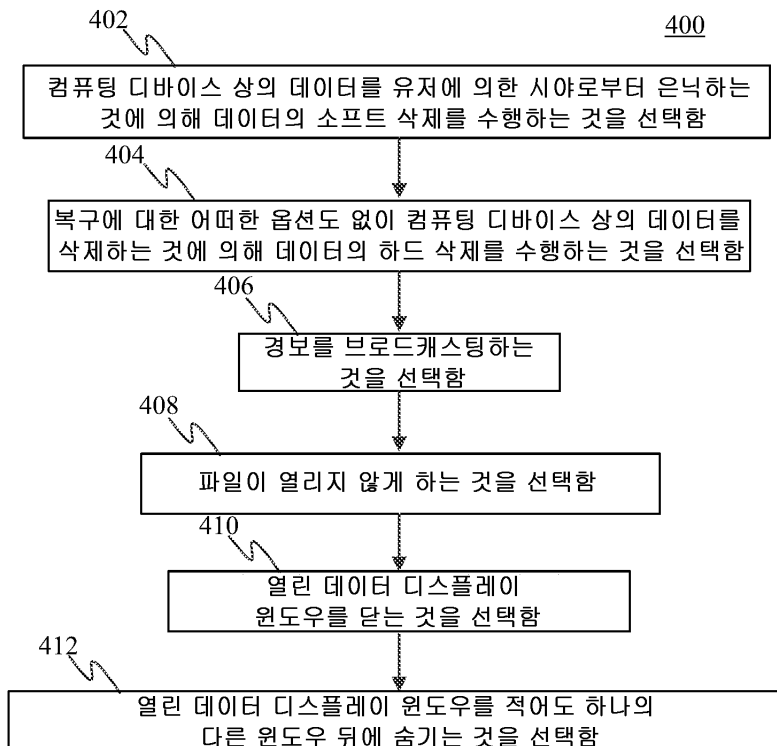 402
400
컴퓨팅 디바이스 상의 데이터를 유저에 의한 시야로부터 은닉하는
것에 의해 데이터의 소프트 삭제를 수행하는 것을 선택함
404
복구에 대한 어떠한 옵션도 없이 컴퓨팅 디바이스 상의 데이터를
삭제하는 것에 의해 데이터의 하드 삭제를 수행하는 것을 선택함
406
경보를 브로드캐스팅하는
것을 선택함
408
파일이 열리지 않게 하는 것을 선택함
410
열린 데이터 디스플레이
윈도우를 닫는 것을 선택함
412
열린 데이터 디스플레이 윈도우를 적어도 하나의
다른 윈도우 뒤에 숨기는 것을 선택함